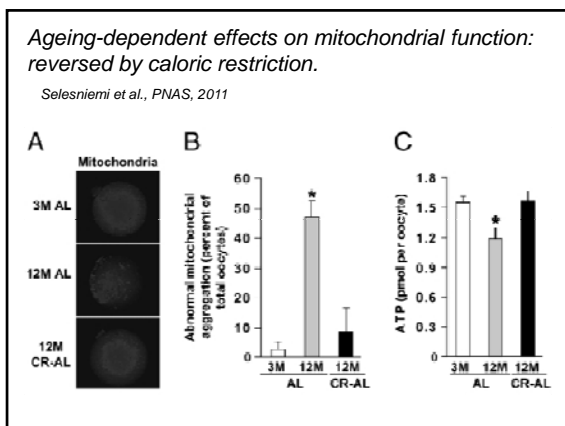 Ageing-dependent effects on mitochondrial function:
reversed by caloric restriction.
Selesniemi et al., PNAS, 2011
A
Mitochondria
3M AL
12M AL
12M
CR-AL
B
Abnormal mitochondrial
aggregation (percent of
total oocytes)
60
50
40
30
20
10
0
*
3M 12M 12M
AL CR-AL
C
ATP (pmol per oocyte)
1.8
1.5
1.2
0.9
0.6
0.3
0
*
3M 12M 12M
AL CR-AL